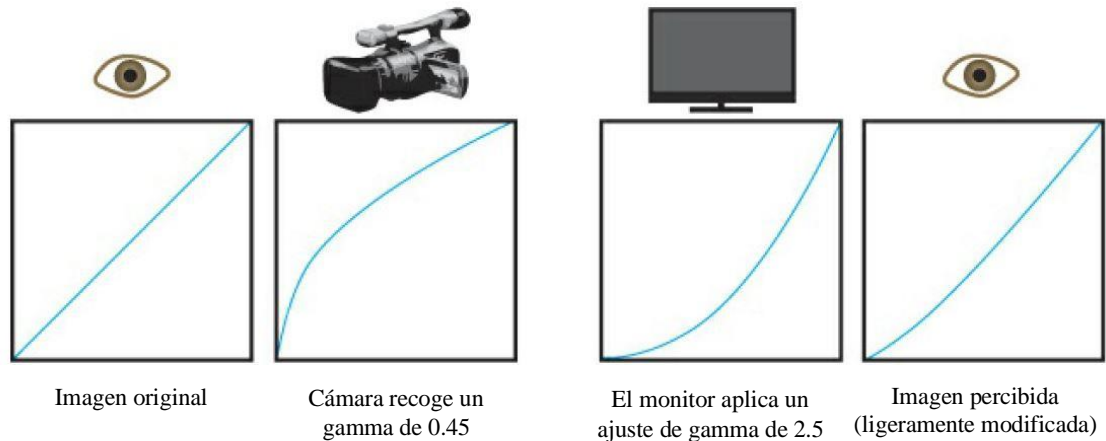 Imagen original
Cámara recoge un
gamma de 0.45
El monitor aplica un
ajuste de gamma de 2.5
Imagen percibida
(ligeramente modificada)